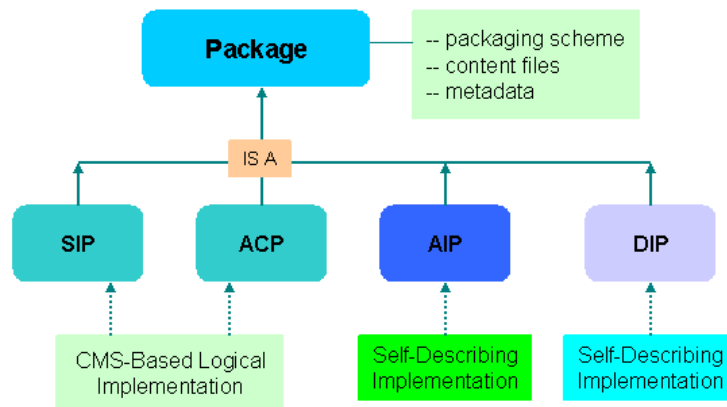 Package
-- packaging scheme
-- content files
-- metadata
IS A
SIP
ACP
AIP
DIP
CMS-Based Logical
Implementation
Self-Describing
Implementation
Self-Describing
Implementation